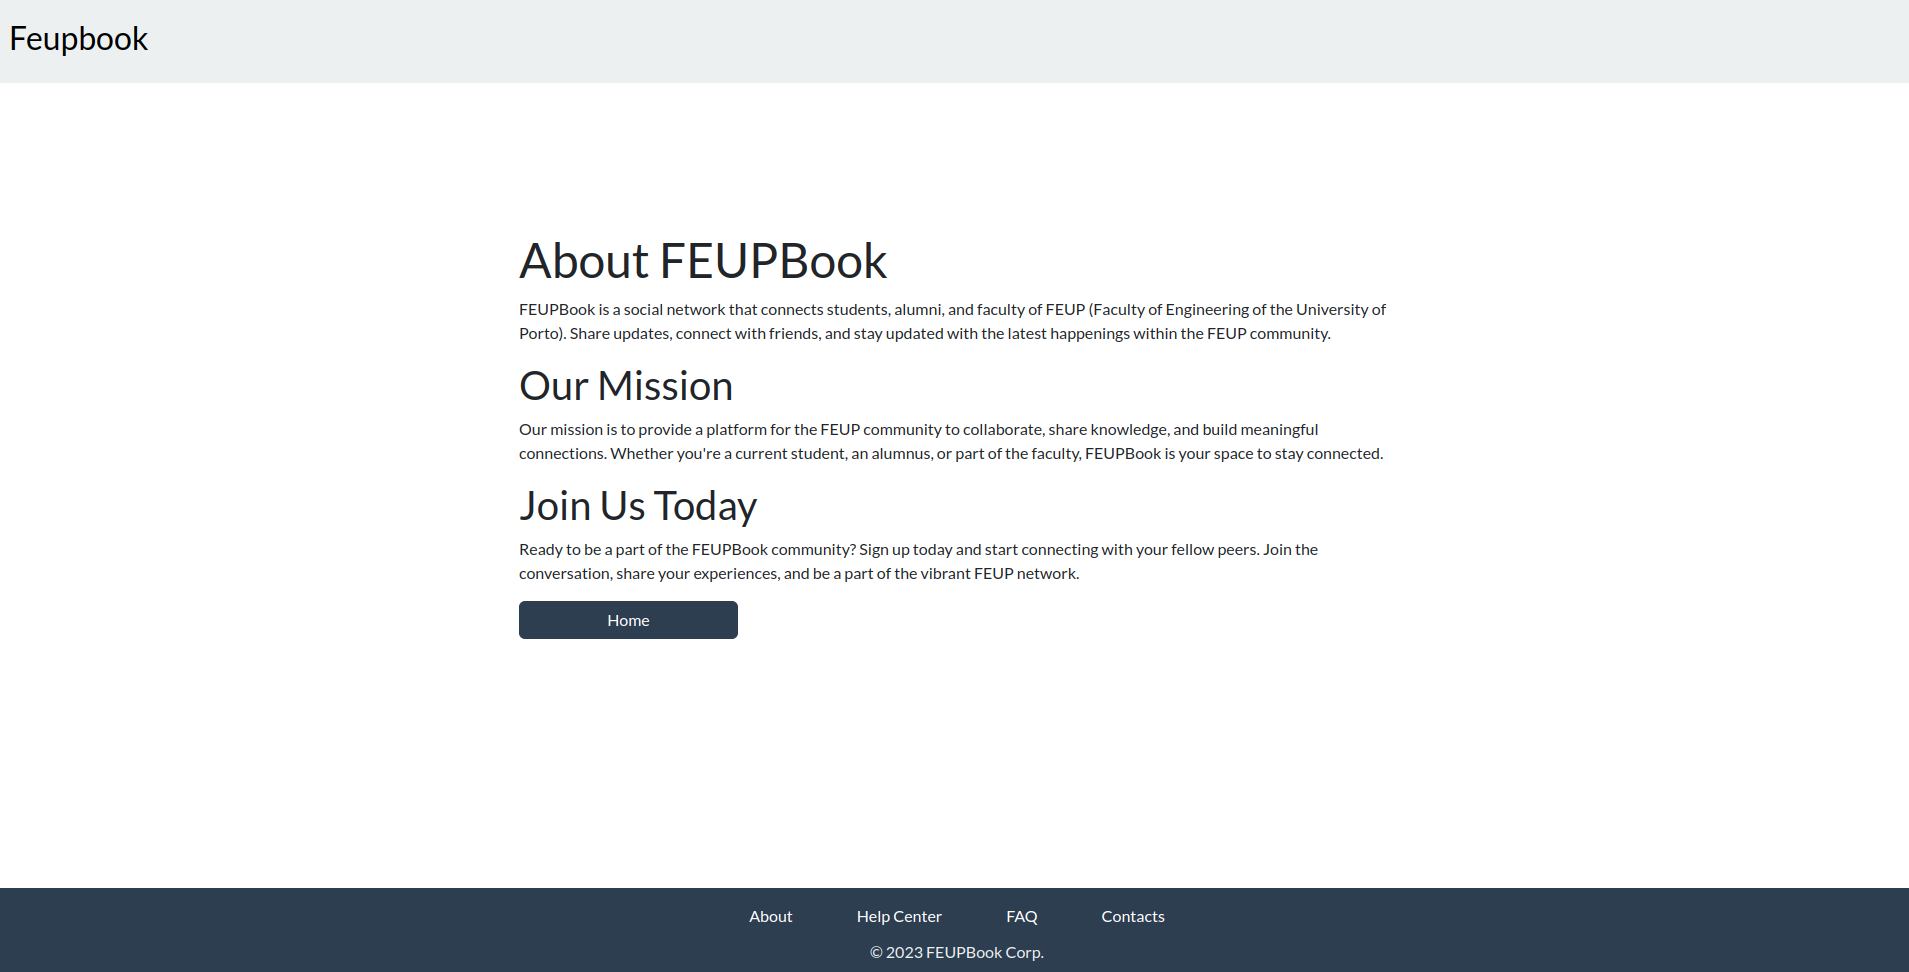 Feupbook
About FEUPBook
FEUPBook is a social network that connects students, alumni, and faculty of FEUP (Faculty of Engineering of the University of
Porto). Share updates, connect with friends, and stay updated with the latest happenings within the FEUP community.
Our Mission
Our mission is to provide a platform for the FEUP community to collaborate, share knowledge, and build meaningful
connections. Whether you're a current student, an alumnus, or part of the faculty, FEUPBook is your space to stay connected.
Join Us Today
Ready to be a part of the FEUPBook community? Sign up today and start connecting with your fellow peers. Join the
conversation, share your experiences, and be a part of the vibrant FEUP network.
Home
About Help Center FAQ Contacts
© 2023 FEUPBook Corp.